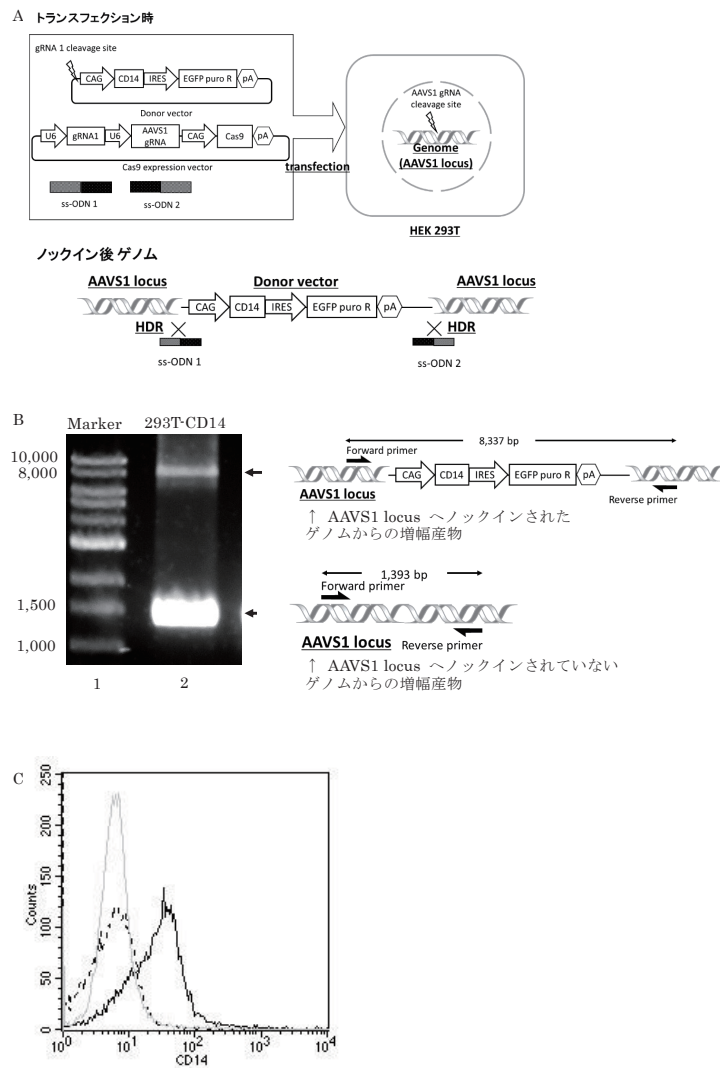 A トランスフェクション時
gRNA 1 cleavage site
CAG CD14 IRES EGFP puro R pA
Donor vector
U6 gRNA1 U6 AAVS1 gRNA CAG Cas9 pA
Cas9 expression vector
ss-ODN 1 ss-ODN 2
transfection
AAVS1 gRNA
cleavage site
Genome
(AAVS1 locus)
HEK 293T
ノックイン後 ゲノム
AAVS1 locus Donor vector AAVS1 locus
CAG CD14 IRES EGFP puro R pA
HDR HDR
ss-ODN 1 ss-ODN 2
B Marker 293T-CD14
10,000
8,000
1,500
1,000
1 2
8,337 bp
Forward primer
CAG CD14 IRES EGFP puro R pA
AAVS1 locus Reverse primer
↑ AAVS1 locus へノックインされた
ゲノムからの増幅産物
1,393 bp
Forward primer
AAVS1 locus Reverse primer
↑ AAVS1 locus へノックインされていない
ゲノムからの増幅産物
C
250
200
150
100
50
0
Counts
10⁰ 10¹ 10² 10³ 10⁴
CD14